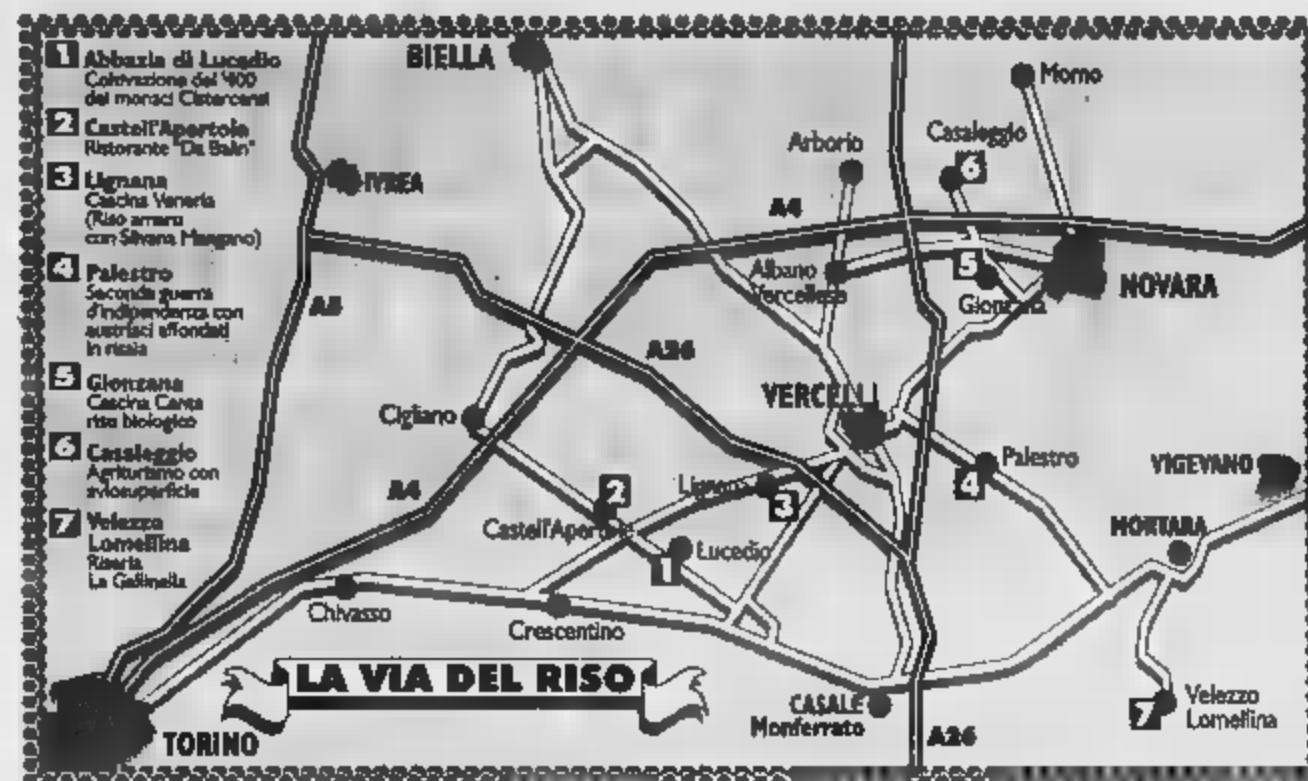 1 Abbazia di Lucedio
Coltivazione del '400
dei monaci Cistercensi
2 Castell'Apertole
Ristorante "Da Balin"
3 Lignana
Cascina Veneria
(Riso amaro
con Silvana Mangano)
4 Palestro
Seconda guerra
d'indipendenza con
austriaci affondati
in risaia
5 Gionzana
Cascina Canta
riso biologico
6 Casaleggio
Agriturismo con
aviosuperficie
7 Velezzo
Lomellina
Riseria
La Gallinella
BIELLA
Momo
Arborio
Casaleggio
6
IVREA
A4
Albano
Vercellese
5
Gionzana
NOVARA
A5
A26
VERCELLI
Cigliano
Palestro
4
VIGEVANO
A4
2
Lignana
3
Castell'Apertole
MORTARA
Lucedio
1
Chivasso
Crescentino
LA VIA DEL RISO
CASALE
Monferrato
7
Velezzo
Lomellina
TORINO
A26